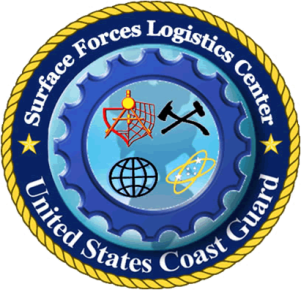 Surface Forces Logistics Center
United States Coast Guard